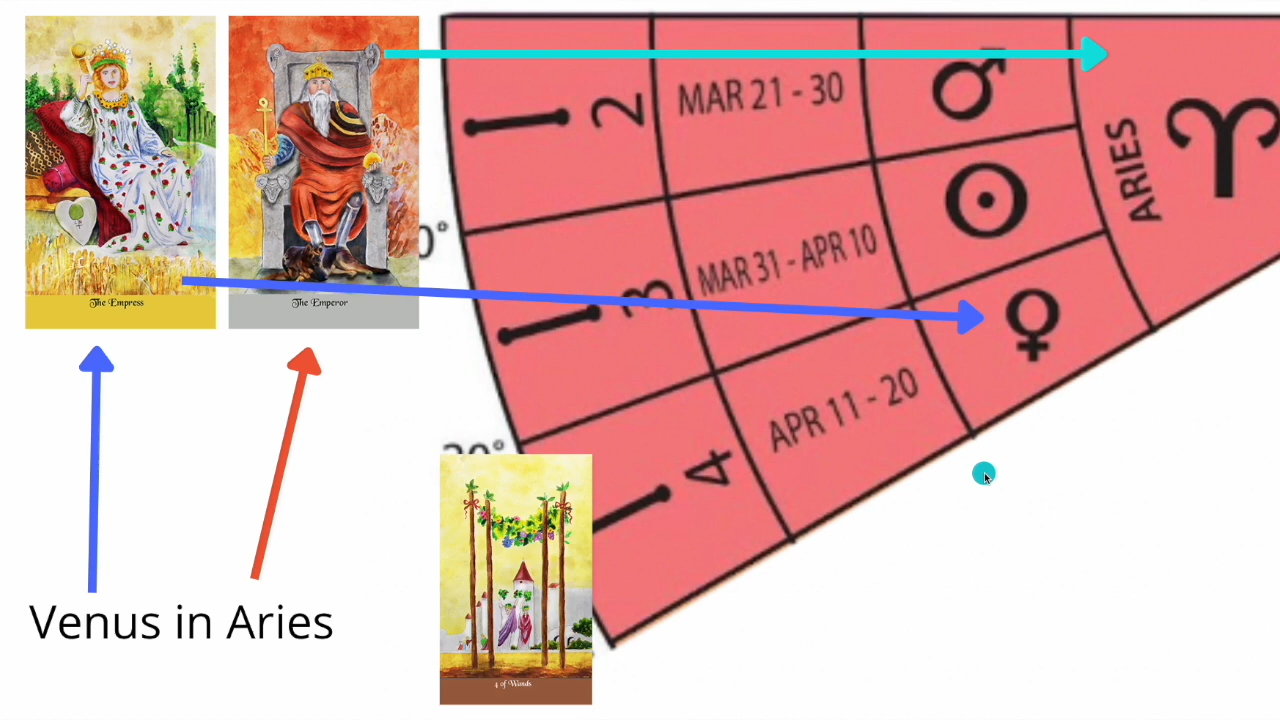 The Empress
The Emperor
2
MAR 21 - 30
ARIES
0°
3
MAR 31 - APR 10
20°
4
APR 11 - 20
4 of Wands
Venus in Aries